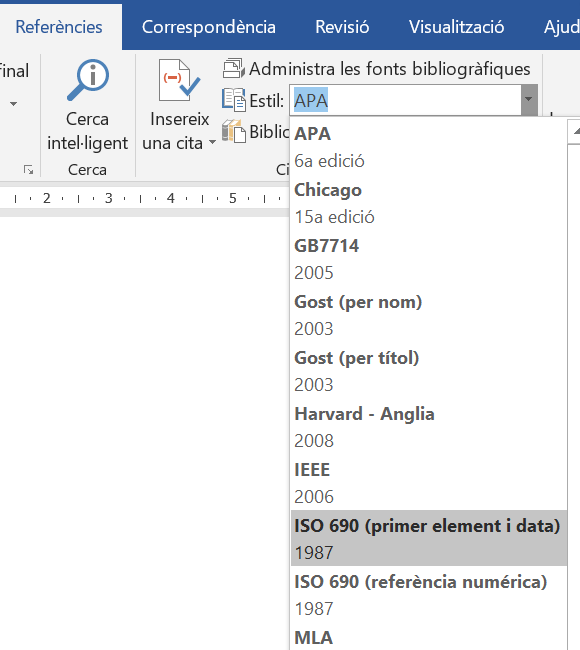 Referències Correspondència Revisió Visualització Ajud
final
Cerca
intel·ligent
Cerca
Insereix
una cita
Administra les fonts bibliogràfiques
Estil: APA
Biblio
Ci
2 3 4 5
APA
6a edició
Chicago
15a edició
GB7714
2005
Gost (per nom)
2003
Gost (per títol)
2003
Harvard - Anglia
2008
IEEE
2006
ISO 690 (primer element i data)
1987
ISO 690 (referència numérica)
1987
MLA